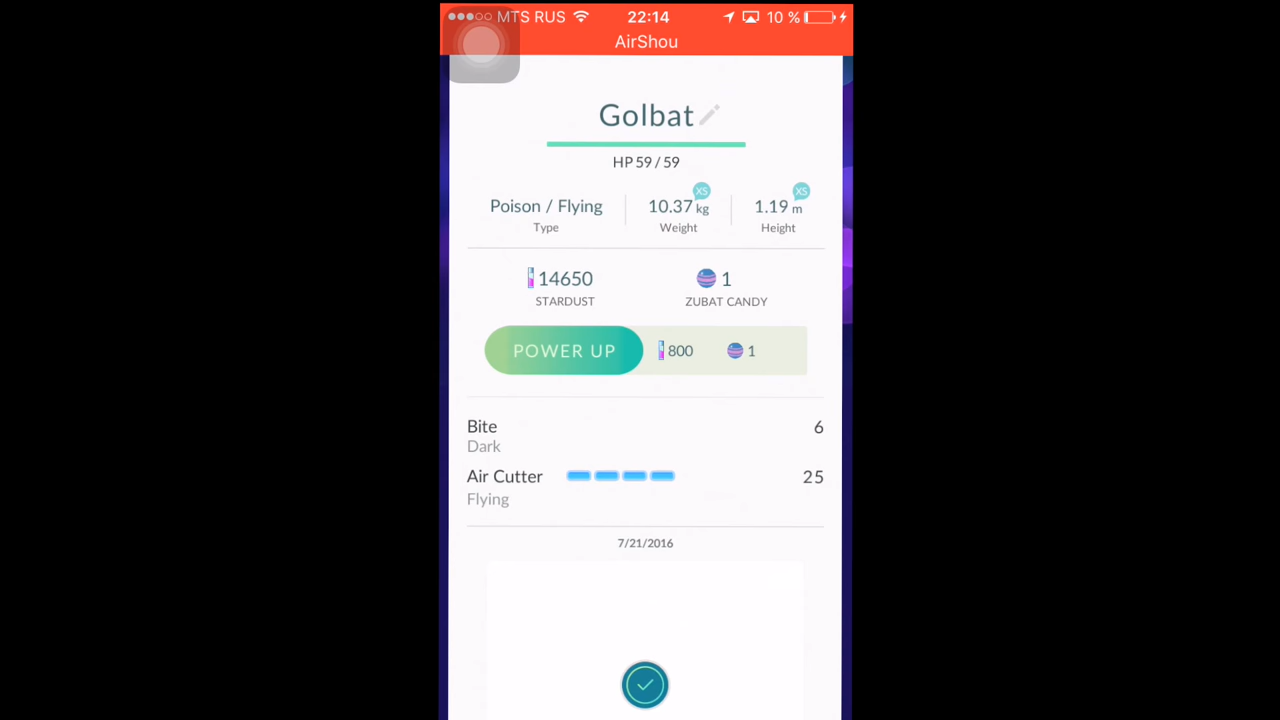 MTS RUS 22:14 10 %
AirShou
Golbat
HP 59 / 59
XS XS
Poison / Flying 10.37 kg 1.19 m
Type Weight Height
14650 1
STARDUST ZUBAT CANDY
POWER UP 800 1
Bite 6
Dark
Air Cutter 25
Flying
7/21/2016